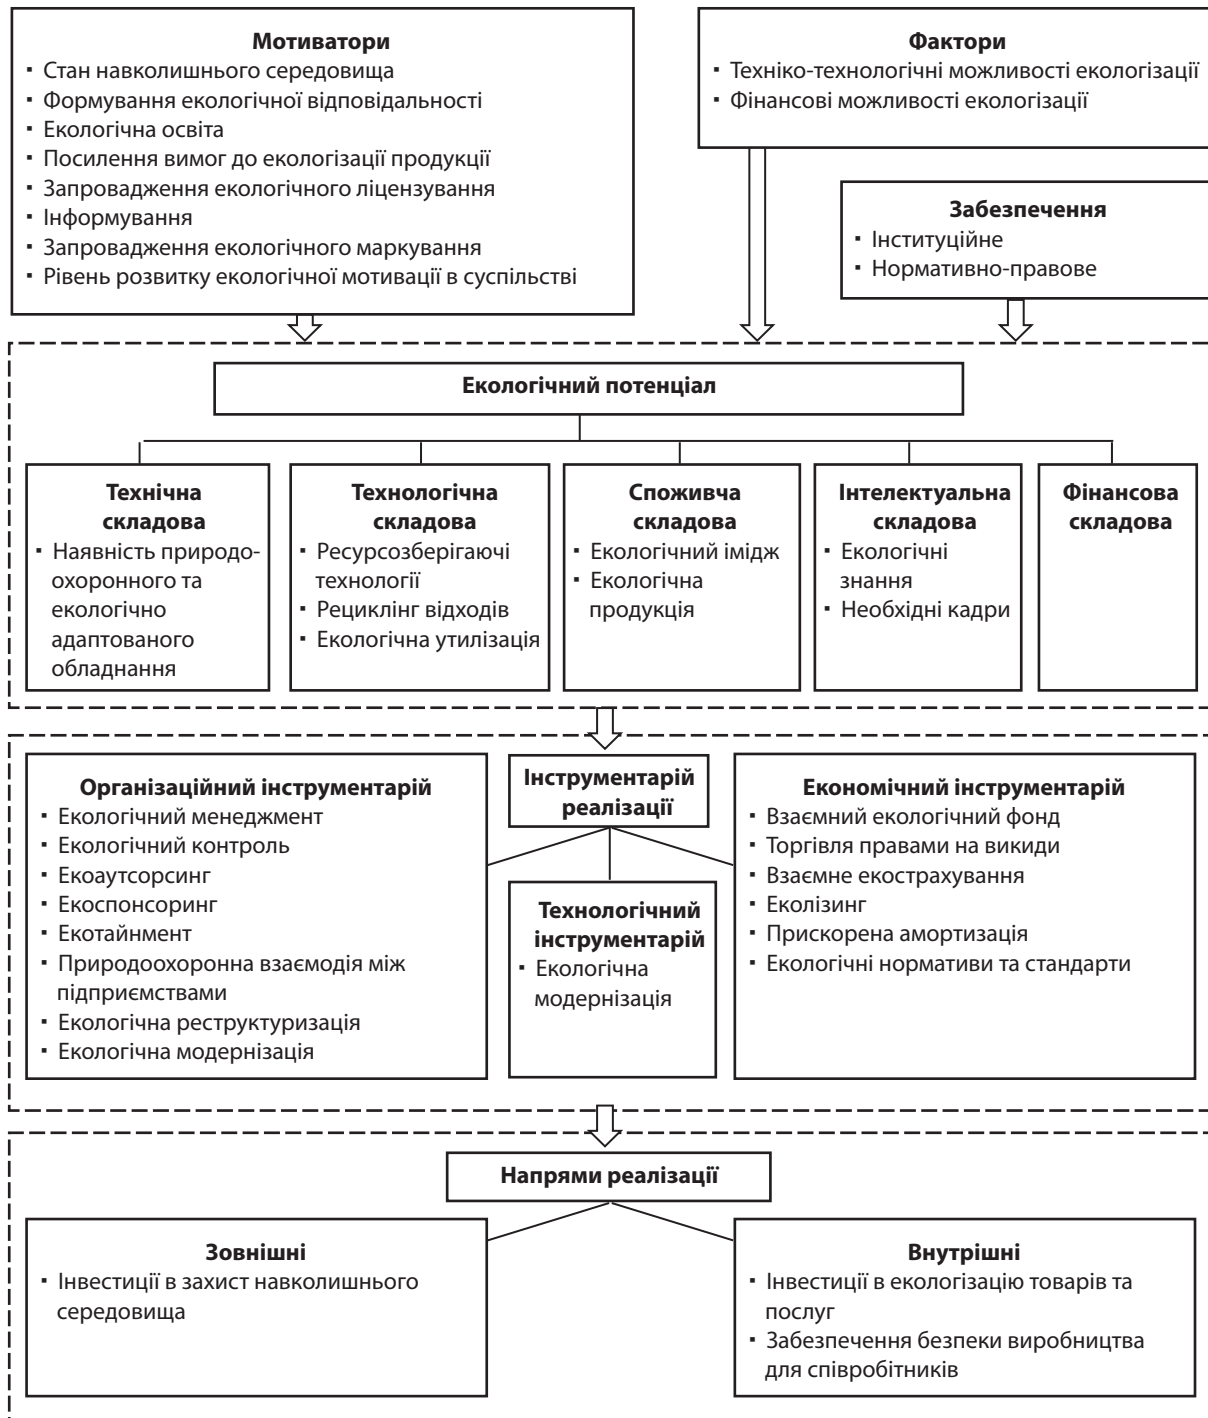 Мотиватори
▪ Стан навколишнього середовища
▪ Формування екологічної відповідальності
▪ Екологічна освіта
▪ Посилення вимог до екологізації продукції
▪ Запровадження екологічного ліцензування
▪ Інформування
▪ Запровадження екологічного маркування
▪ Рівень розвитку екологічної мотивації в суспільстві
Фактори
▪ Техніко-технологічні можливості екологізації
▪ Фінансові можливості екологізації
Забезпечення
▪ Інституційне
▪ Нормативно-правове
Екологічний потенціал
Технічна
складова
▪ Наявність природо-
охоронного та
екологічно
адаптованого
обладнання
Технологічна
складова
▪ Ресурсозберігаючі
технології
▪ Рециклінг відходів
▪ Екологічна утилізація
Споживча
складова
▪ Екологічний імідж
▪ Екологічна
продукція
Інтелектуальна
складова
▪ Екологічні
знання
▪ Необхідні кадри
Фінансова
складова
Організаційний інструментарій
▪ Екологічний менеджмент
▪ Екологічний контроль
▪ Екоаутсорсинг
▪ Екоспонсоринг
▪ Екотайнмент
▪ Природоохоронна взаємодія між
підприємствами
▪ Екологічна реструктуризація
▪ Екологічна модернізація
Інструментарій
реалізації
Технологічний
інструментарій
▪ Екологічна
модернізація
Економічний інструментарій
▪ Взаємний екологічний фонд
▪ Торгівля правами на викиди
▪ Взаємне екострахування
▪ Еколізинг
▪ Прискорена амортизація
▪ Екологічні нормативи та стандарти
Напрями реалізації
Зовнішні
▪ Інвестиції в захист навколишнього
середовища
Внутрішні
▪ Інвестиції в екологізацію товарів та
послуг
▪ Забезпечення безпеки виробництва
для співробітників